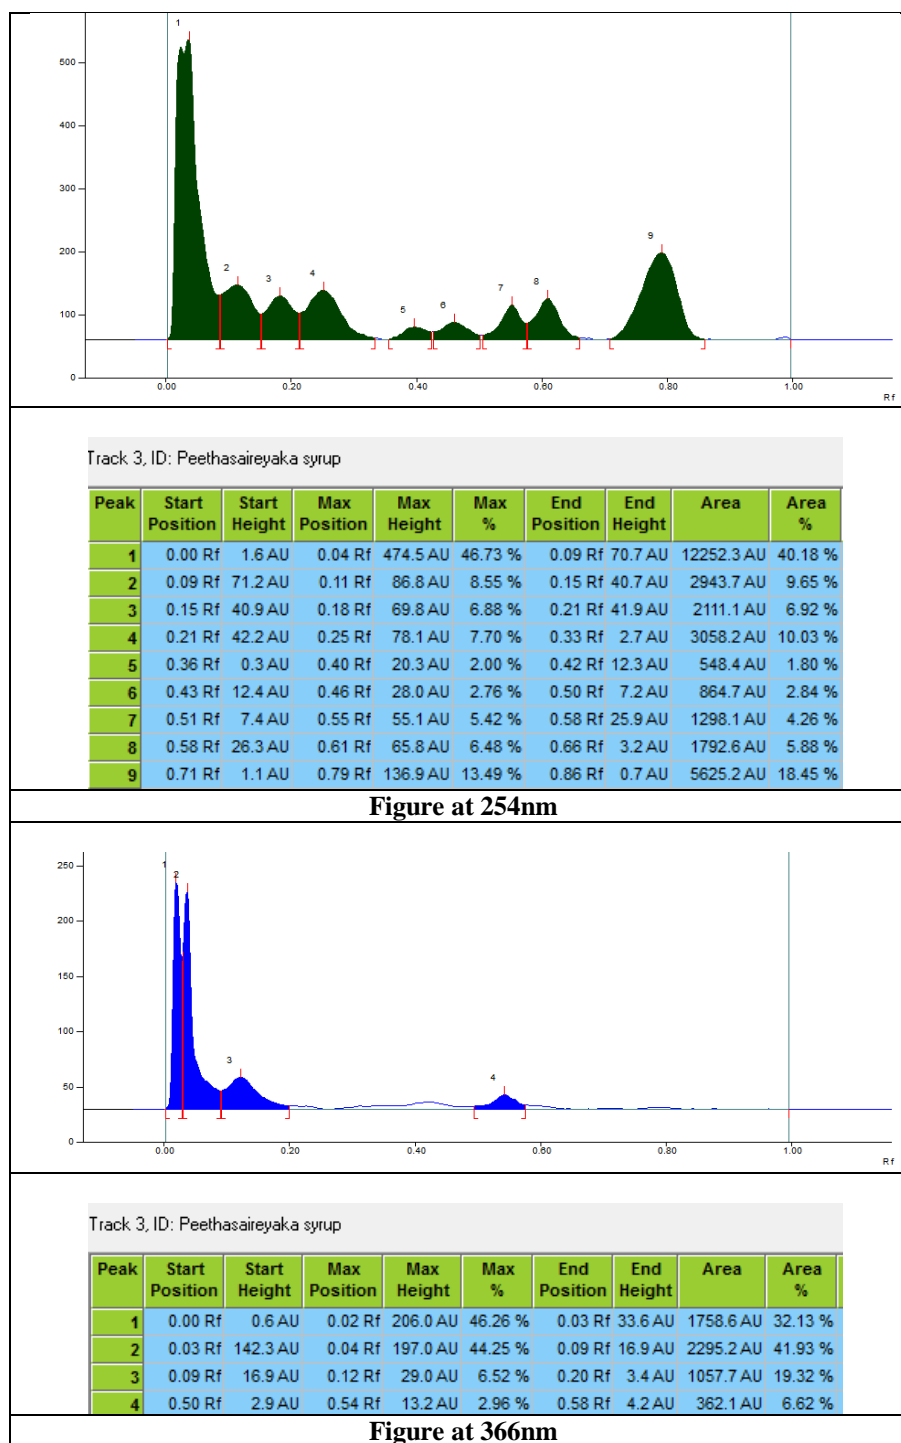 1
500
400
300
9
200
2
3
4
7
8
5
6
100
0
0.00 0.20 0.40 0.60 0.80 1.00
Rf
Track 3, ID: Peethasaireyaka syrup
Peak Start Position Start Height Max Position Max Height Max % End Position End Height Area Area %
1 0.00 Rf 1.6 AU 0.04 Rf 474.5 AU 46.73 % 0.09 Rf 70.7 AU 12252.3 AU 40.18 %
2 0.09 Rf 71.2 AU 0.11 Rf 86.8 AU 8.55 % 0.15 Rf 40.7 AU 2943.7 AU 9.65 %
3 0.15 Rf 40.9 AU 0.18 Rf 69.8 AU 6.88 % 0.21 Rf 41.9 AU 2111.1 AU 6.92 %
4 0.21 Rf 42.2 AU 0.25 Rf 78.1 AU 7.70 % 0.33 Rf 2.7 AU 3058.2 AU 10.03 %
5 0.36 Rf 0.3 AU 0.40 Rf 20.3 AU 2.00 % 0.42 Rf 12.3 AU 548.4 AU 1.80 %
6 0.43 Rf 12.4 AU 0.46 Rf 28.0 AU 2.76 % 0.50 Rf 7.2 AU 864.7 AU 2.84 %
7 0.51 Rf 7.4 AU 0.55 Rf 55.1 AU 5.42 % 0.58 Rf 25.9 AU 1298.1 AU 4.26 %
8 0.58 Rf 26.3 AU 0.61 Rf 65.8 AU 6.48 % 0.66 Rf 3.2 AU 1792.6 AU 5.88 %
9 0.71 Rf 1.1 AU 0.79 Rf 136.9 AU 13.49 % 0.86 Rf 0.7 AU 5625.2 AU 18.45 %
Figure at 254nm
250
1
2
200
150
100
3
4
50
0
0.00 0.20 0.40 0.60 0.80 1.00
Rf
Track 3, ID: Peethasaireyaka syrup
Peak Start Position Start Height Max Position Max Height Max % End Position End Height Area Area %
1 0.00 Rf 0.6 AU 0.02 Rf 206.0 AU 46.26 % 0.03 Rf 33.6 AU 1758.6 AU 32.13 %
2 0.03 Rf 142.3 AU 0.04 Rf 197.0 AU 44.25 % 0.09 Rf 16.9 AU 2295.2 AU 41.93 %
3 0.09 Rf 16.9 AU 0.12 Rf 29.0 AU 6.52 % 0.20 Rf 3.4 AU 1057.7 AU 19.32 %
4 0.50 Rf 2.9 AU 0.54 Rf 13.2 AU 2.96 % 0.58 Rf 4.2 AU 362.1 AU 6.62 %
Figure at 366nm